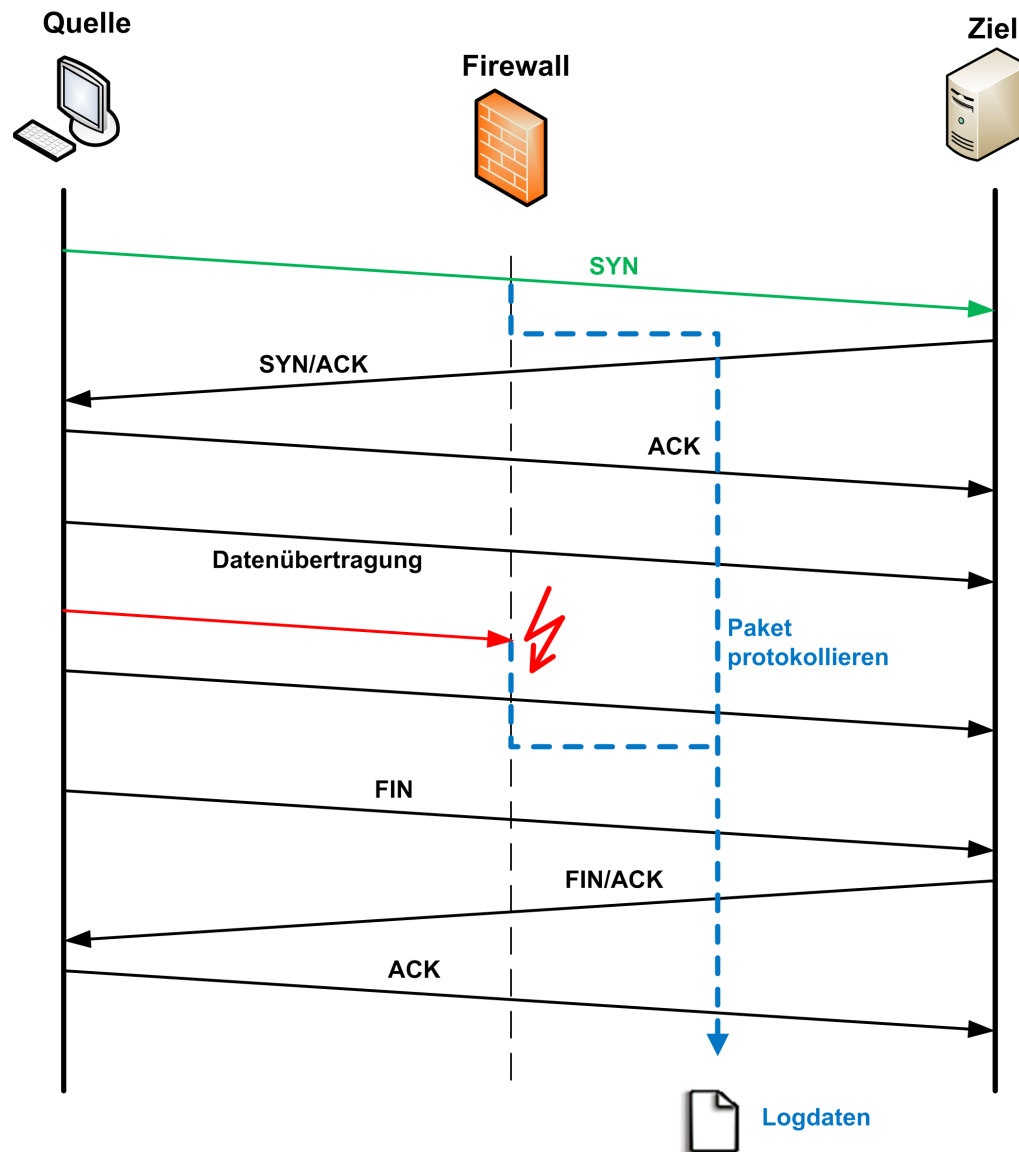 Quelle
Firewall
Ziel
SYN
SYN/ACK
ACK
Datenübertragung
Paket
protokollieren
FIN
FIN/ACK
ACK
Logdaten